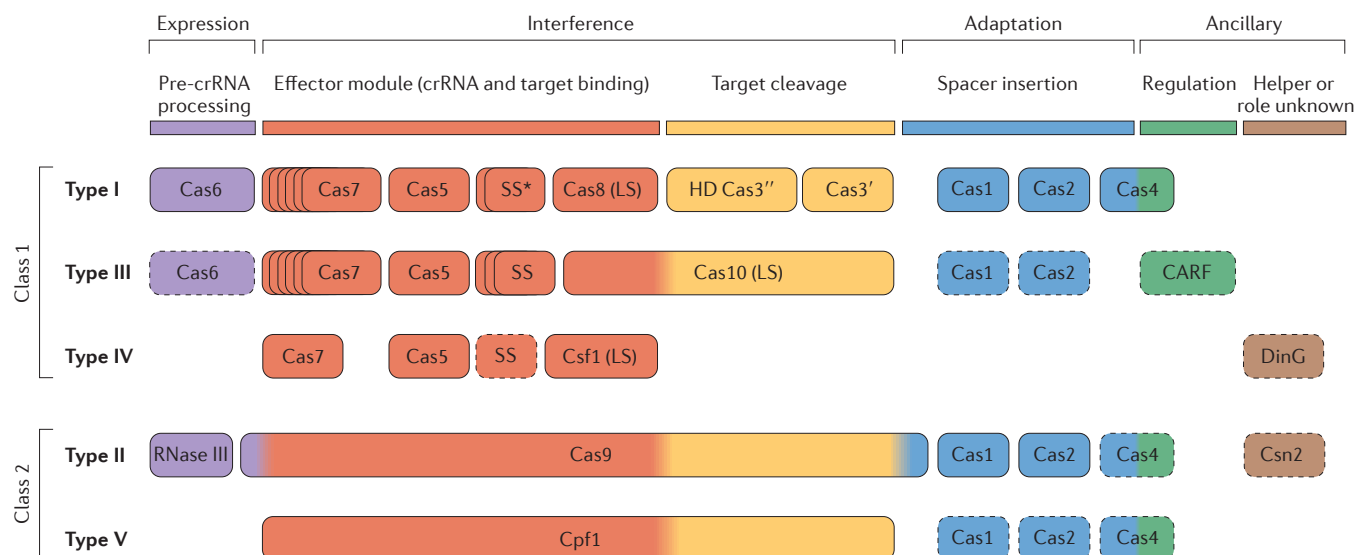 Expression Interference Adaptation Ancillary
Pre-crRNA processing Effector module (crRNA and target binding) Target cleavage Spacer insertion Regulation Helper or role unknown
Class 1
Type I Cas6 Cas7 Cas5 SS* Cas8 (LS) HD Cas3′′ Cas3′ Cas1 Cas2 Cas4
Type III Cas6 Cas7 Cas5 SS Cas10 (LS) Cas1 Cas2 CARF
Type IV Cas7 Cas5 SS Csf1 (LS) DinG
Class 2
Type II RNase III Cas9 Cas1 Cas2 Cas4 Csn2
Type V Cpf1 Cas1 Cas2 Cas4